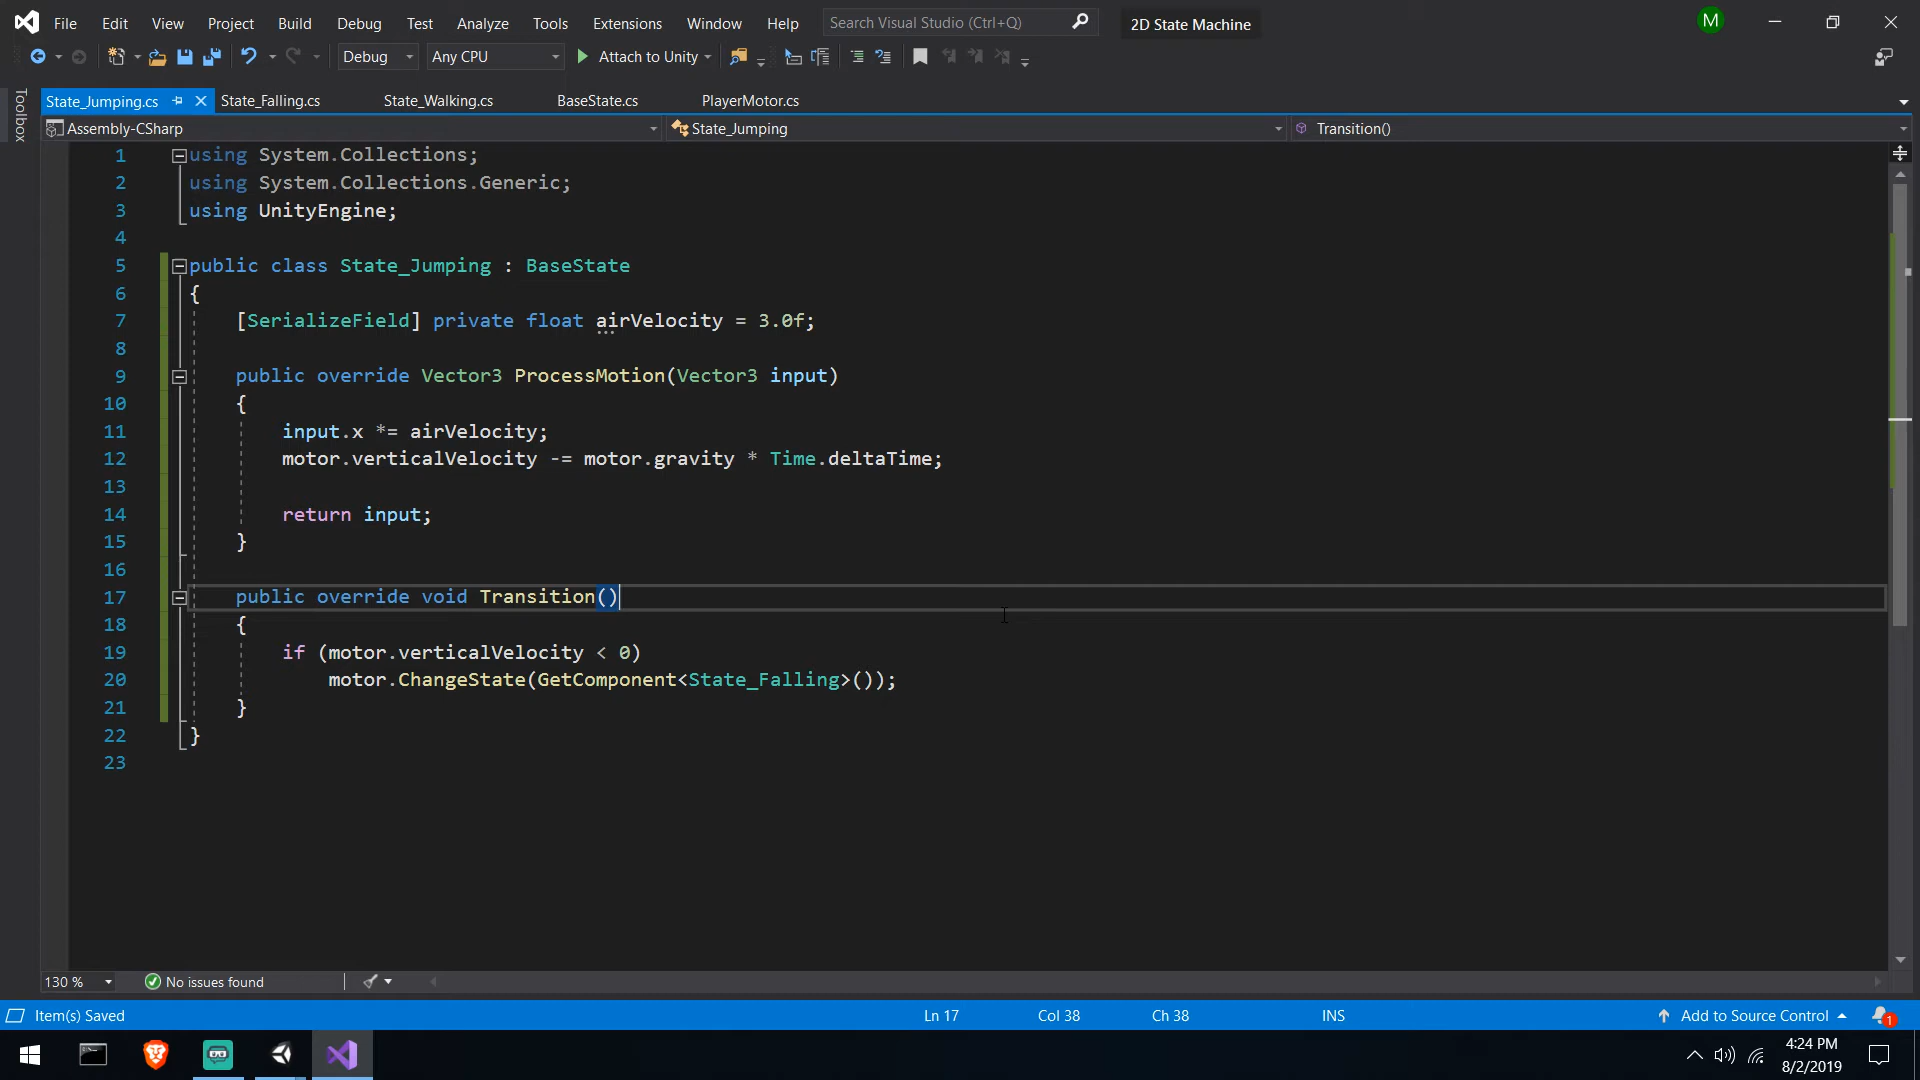 File Edit View Project Build Debug Test Analyze Tools Extensions Window Help Search Visual Studio (Ctrl+Q) 2D State Machine M
Debug Any CPU Attach to Unity
Toolbox
State_Jumping.cs State_Falling.cs State_Walking.cs BaseState.cs PlayerMotor.cs
Assembly-CSharp State_Jumping Transition()
1 using System.Collections;
2 using System.Collections.Generic;
3 using UnityEngine;
4
5 public class State_Jumping : BaseState
6 {
7 [SerializeField] private float airVelocity = 3.0f;
8
9 public override Vector3 ProcessMotion(Vector3 input)
10 {
11 input.x *= airVelocity;
12 motor.verticalVelocity -= motor.gravity * Time.deltaTime;
13
14 return input;
15 }
16
17 public override void Transition()
18 {
19 if (motor.verticalVelocity < 0)
20 motor.ChangeState(GetComponent<State_Falling>());
21 }
22 }
23
130 % No issues found
Item(s) Saved Ln 17 Col 38 Ch 38 INS Add to Source Control 1
4:24 PM
8/2/2019